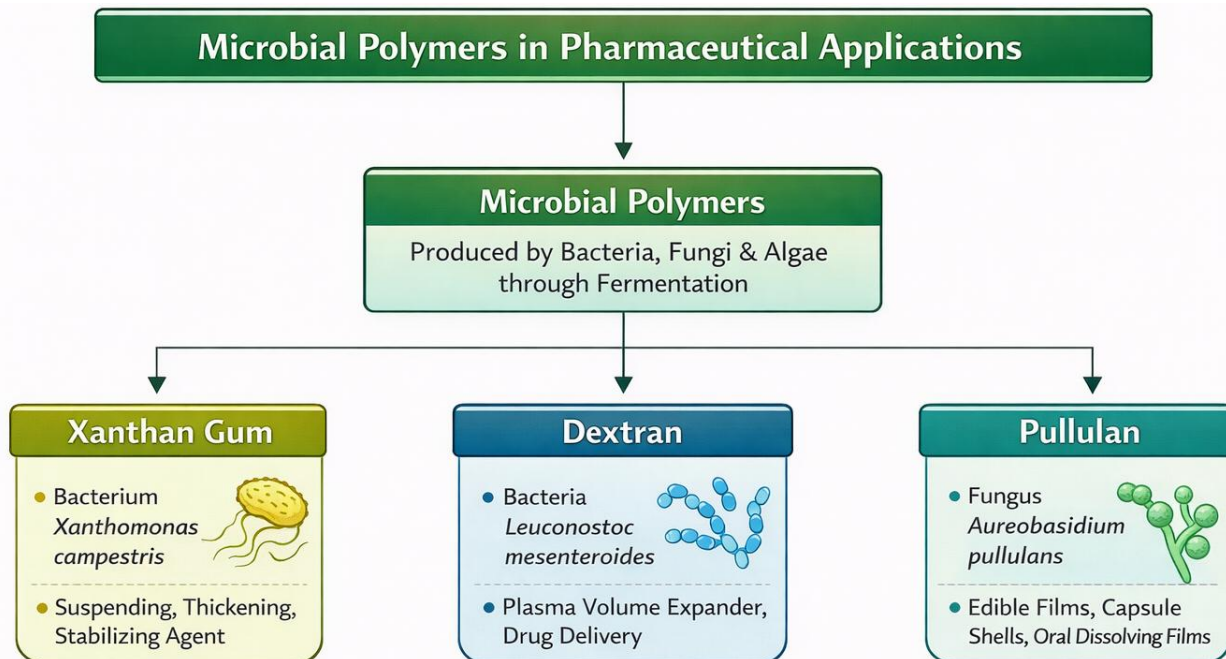 Microbial Polymers in Pharmaceutical Applications
Microbial Polymers
Produced by Bacteria, Fungi & Algae
through Fermentation
Xanthan Gum
• Bacterium
Xanthomonas
campestris
• Suspending, Thickening,
Stabilizing Agent
Dextran
• Bacteria
Leuconostoc
mesenteroides
• Plasma Volume Expander,
Drug Delivery
Pullulan
• Fungus
Aureobasidium
pullulans
• Edible Films, Capsule
Shells, Oral Dissolving Films